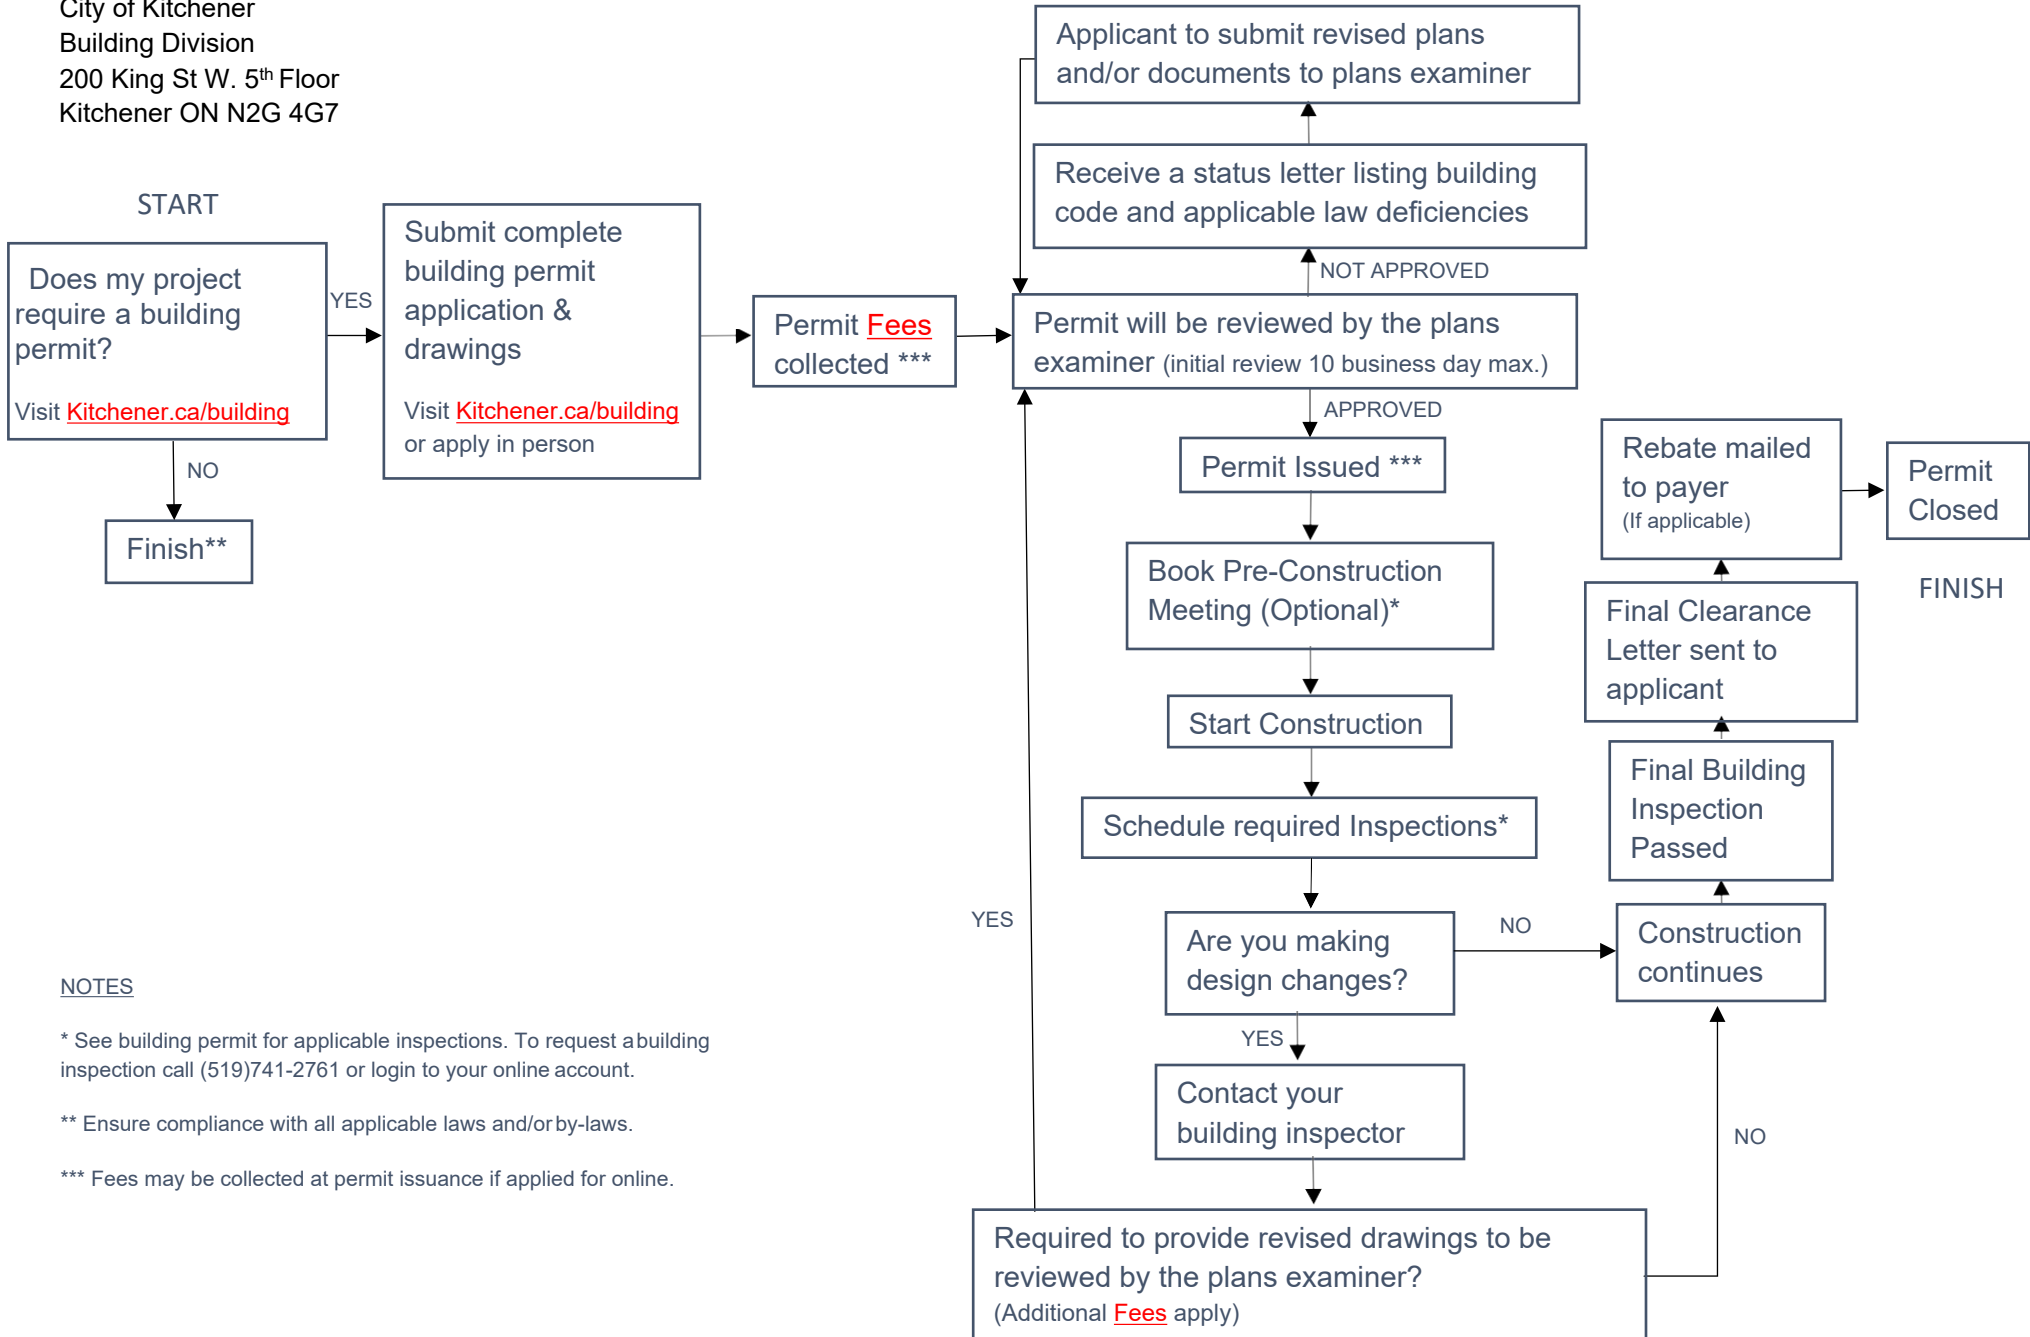 City of Kitchener
Building Division
200 King St W. 5th Floor
Kitchener ON N2G 4G7
START
Does my project
require a building
permit?
Visit Kitchener.ca/building
YES
NO
Finish**
Submit complete
building permit
application &
drawings
Visit Kitchener.ca/building
or apply in person
Permit Fees
collected ***
Applicant to submit revised plans
and/or documents to plans examiner
Receive a status letter listing building
code and applicable law deficiencies
NOT APPROVED
Permit will be reviewed by the plans
examiner (initial review 10 business day max.)
APPROVED
Permit Issued ***
Book Pre-Construction
Meeting (Optional)*
Start Construction
Schedule required Inspections*
Are you making
design changes?
NO
YES
Contact your
building inspector
Required to provide revised drawings to be
reviewed by the plans examiner?
(Additional Fees apply)
YES
NO
Construction
continues
Final Building
Inspection
Passed
Final Clearance
Letter sent to
applicant
Rebate mailed
to payer
(If applicable)
Permit
Closed
FINISH
NOTES
* See building permit for applicable inspections. To request a building
inspection call (519)741-2761 or login to your online account.
** Ensure compliance with all applicable laws and/or by-laws.
*** Fees may be collected at permit issuance if applied for online.